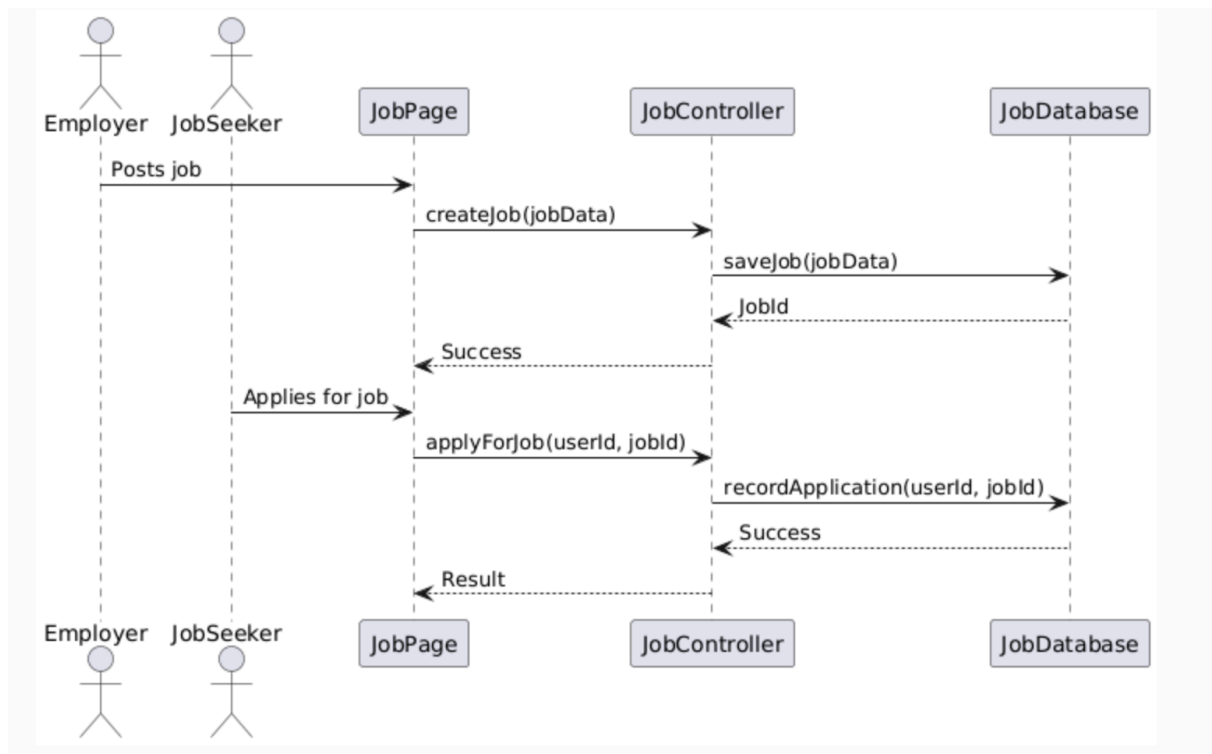 Employer JobSeeker JobPage JobController JobDatabase
Posts job
createJob(jobData)
saveJob(jobData)
JobId
Success
Applies for job
applyForJob(userId, jobId)
recordApplication(userId, jobId)
Success
Result
Employer JobSeeker JobPage JobController JobDatabase